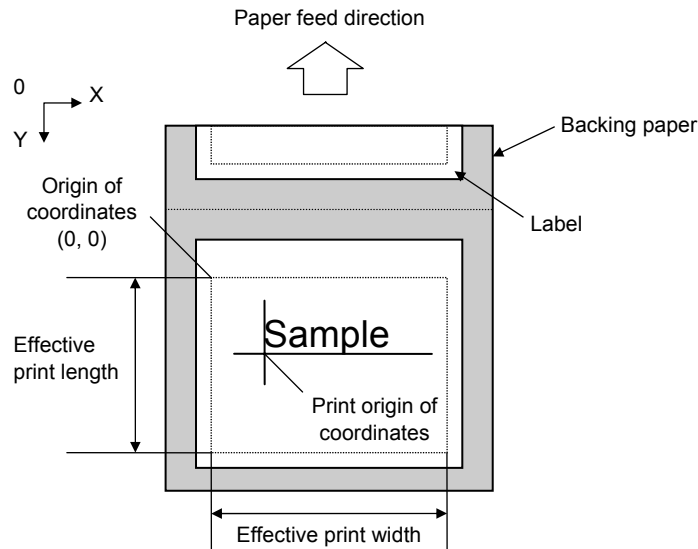 Paper feed direction
0
X
Y
Backing paper
Origin of
coordinates
(0, 0)
Label
Sample
Effective
print length
Print origin of
coordinates
Effective print width